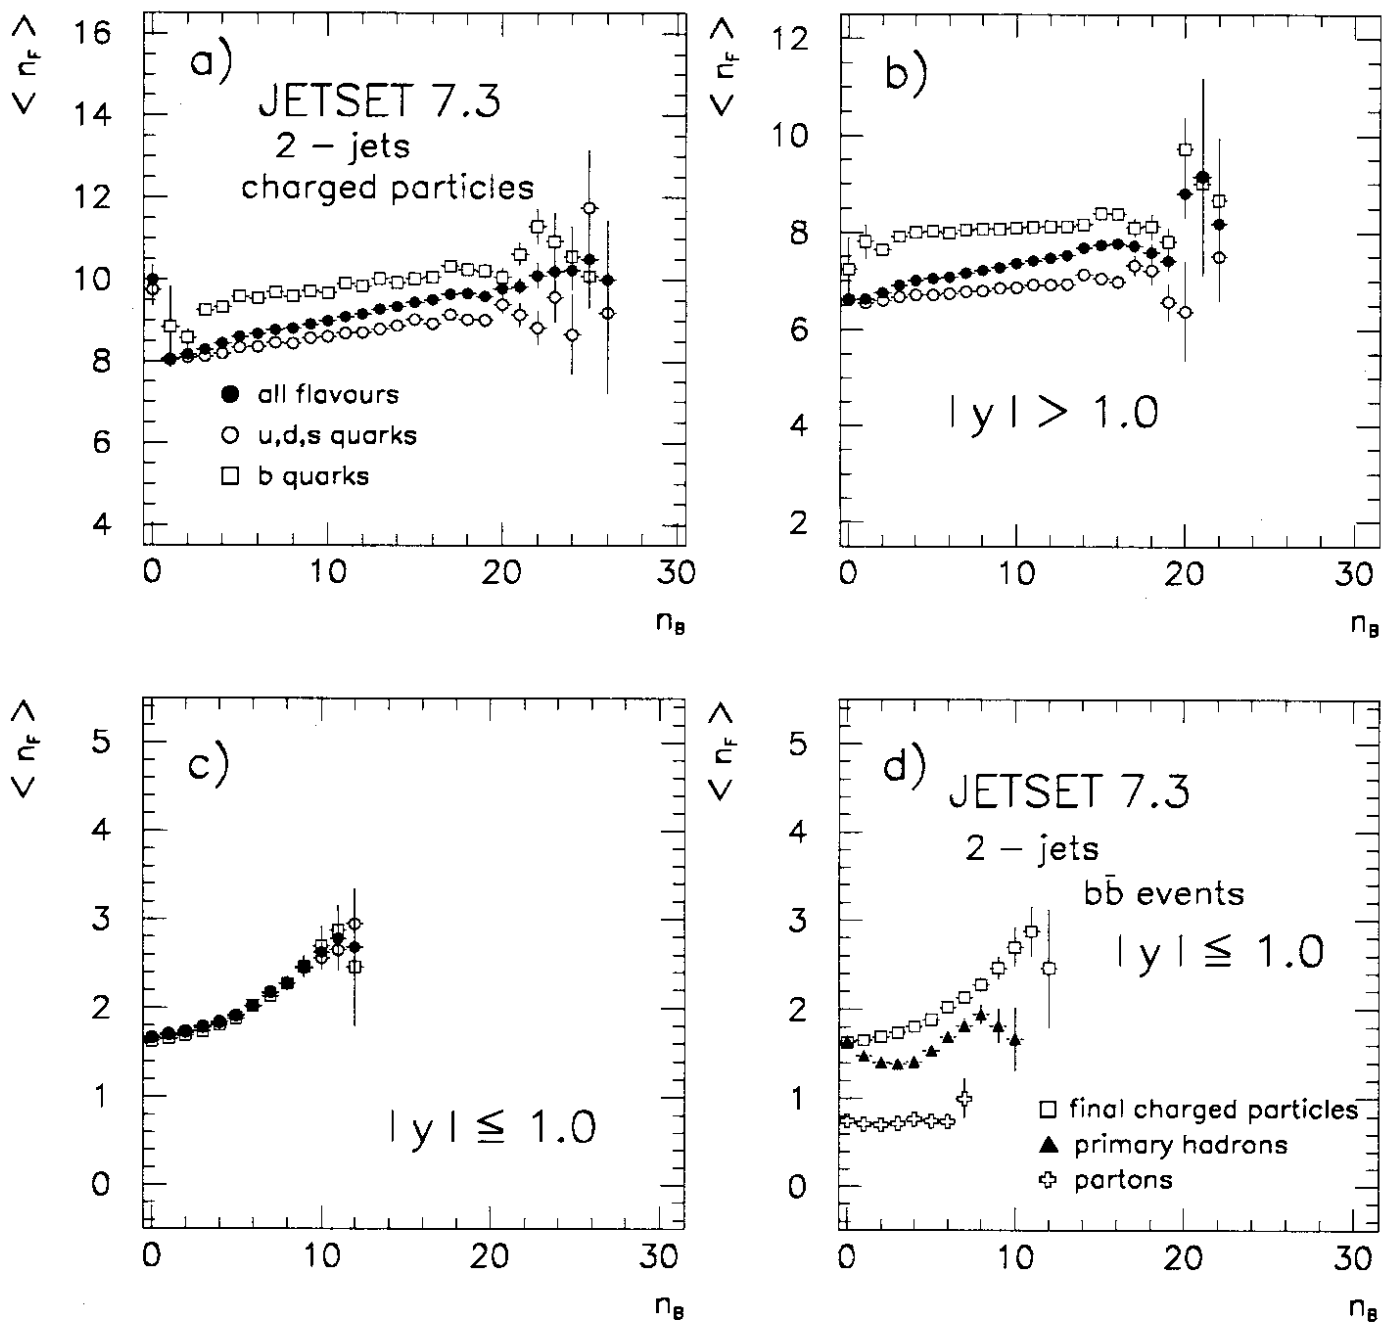 < n_F >
16
14
12
10
8
6
4
a)
JETSET 7.3
2 – jets
charged particles
all flavours
u,d,s quarks
b quarks
0 10 20 30
n_B
< n_F >
12
10
8
6
4
2
b)
| y | > 1.0
0 10 20 30
n_B
< n_F >
5
4
3
2
1
0
c)
| y | ≦ 1.0
0 10 20 30
n_B
< n_F >
5
4
3
2
1
0
d)
JETSET 7.3
2 – jets
bb̄ events
| y | ≦ 1.0
final charged particles
primary hadrons
partons
0 10 20 30
n_B